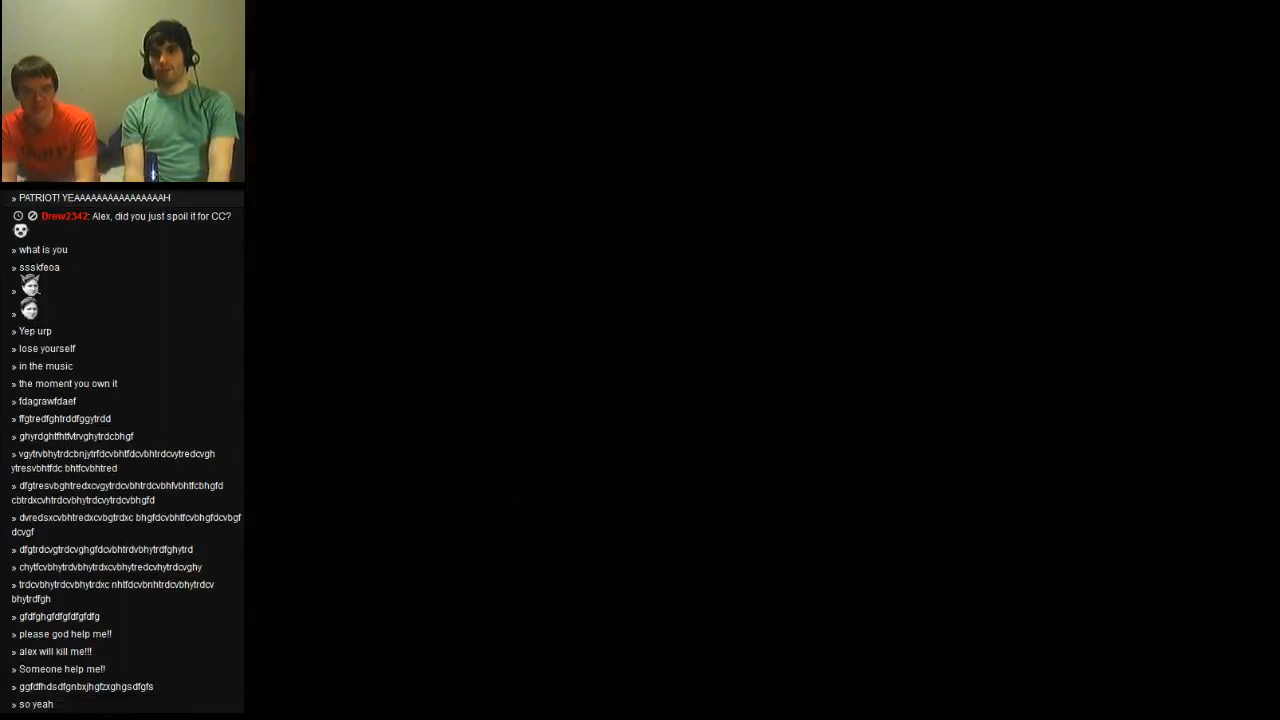 » PATRIOT! YEAAAAAAAAAAAAAAAAH
Drew2342: Alex, did you just spoil it for CC?
» what is you
» ssskfeoa
»
»
» Yep urp
» lose yourself
» in the music
» the moment you own it
» fdagrawfdaef
» ffgtredfghtrddfggytrdd
» ghyrdghtfhtfvtrvghytrdcbhgf
» vgytrvbhytrdcbnjytrfdcvbhtfdcvbhtrdcvytredcvgh
ytresvbhtfdc bhtfcvbhtred
» dfgtresvbghtredxcvgytrdcvbhtrdcvbhfvbhtfcbhgfd
cbtrdxcvhtrdcvbhytrdcvytrdcvbhgfd
» dvredsxcvbhtredxcvbgtrdxc bhgfdcvbhtfcvbhgfdcvbgf
dcvgf
» dfgtrdcvgtrdcvghgfdcvbhtrdvbhytrdfghytrd
» chytfcvbhytrdvbhytrdxcvbhytredcvhytrdcvghy
» trdcvbhytrdcvbhytrdxc nhtfdcvbnhtrdcvbhytrdcv
bhytrdfgh
» gfdfghgfdfgfdfgfdfg
» please god help me!!
» alex will kill me!!!
» Someone help me!!
» ggfdfhdsdfgnbxjhgfzxghgsdfgfs
» so yeah